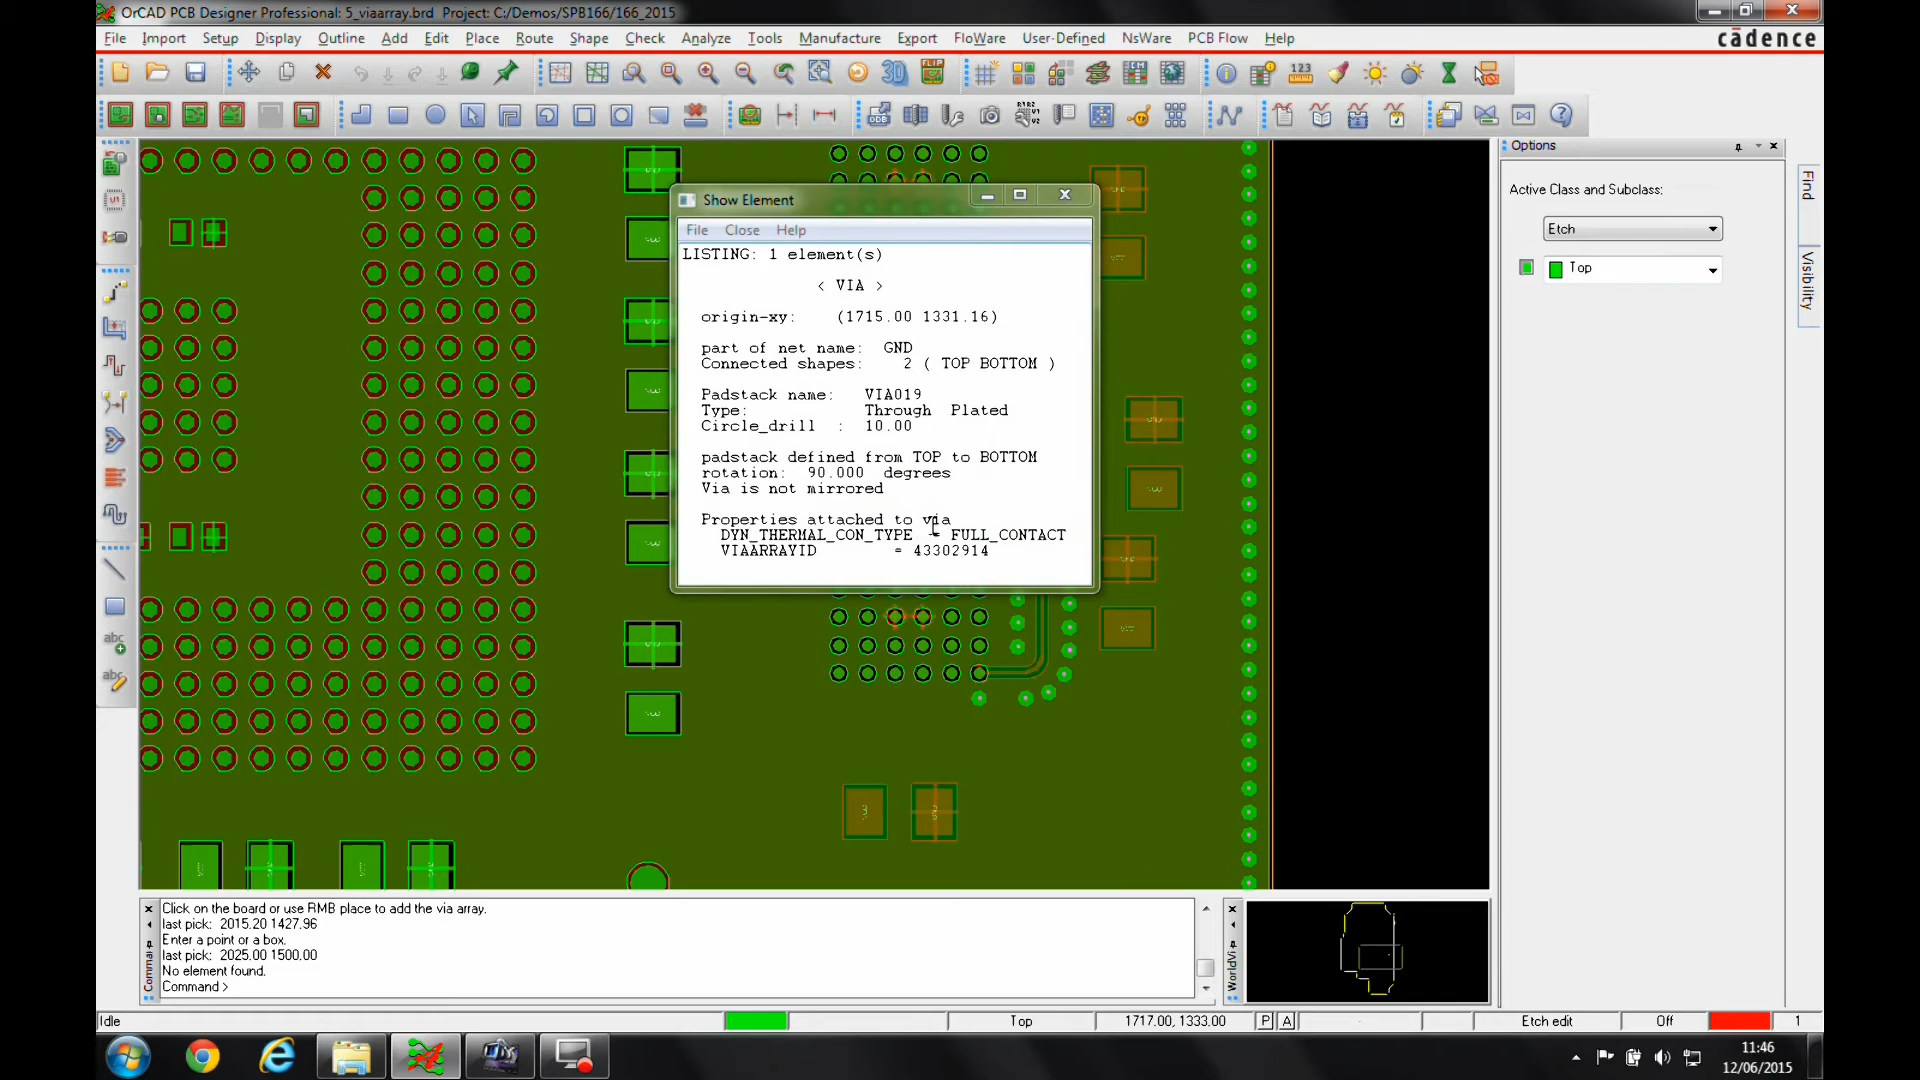 OrCAD PCB Designer Professional: 5_viaarray.brd  Project: C:/Demos/SPB166/166_2015
File Import Setup Display Outline Add Edit Place Route Shape Check Analyze Tools Manufacture Export FloWare User-Defined NsWare PCB Flow Help
cādence
Options
Active Class and Subclass:
Etch
Top
Find
Visibility
Show Element
File Close Help
LISTING: 1 element(s)
< VIA >
origin-xy: (1715.00 1331.16)
part of net name: GND
Connected shapes: 2 ( TOP BOTTOM )
Padstack name: VIA019
Type: Through Plated
Circle_drill : 10.00
padstack defined from TOP to BOTTOM
rotation: 90.000 degrees
Via is not mirrored
Properties attached to via
DYN_THERMAL_CON_TYPE = FULL_CONTACT
VIAARRAYID = 43302914
Click on the board or use RMB place to add the via array.
last pick: 2015.20 1427.96
Enter a point or a box.
last pick: 2025.00 1500.00
No element found.
Command >
Comma
WorldVi
Idle
Top
1717.00, 1333.00
P
A
Etch edit
Off
1
11:46
12/06/2015